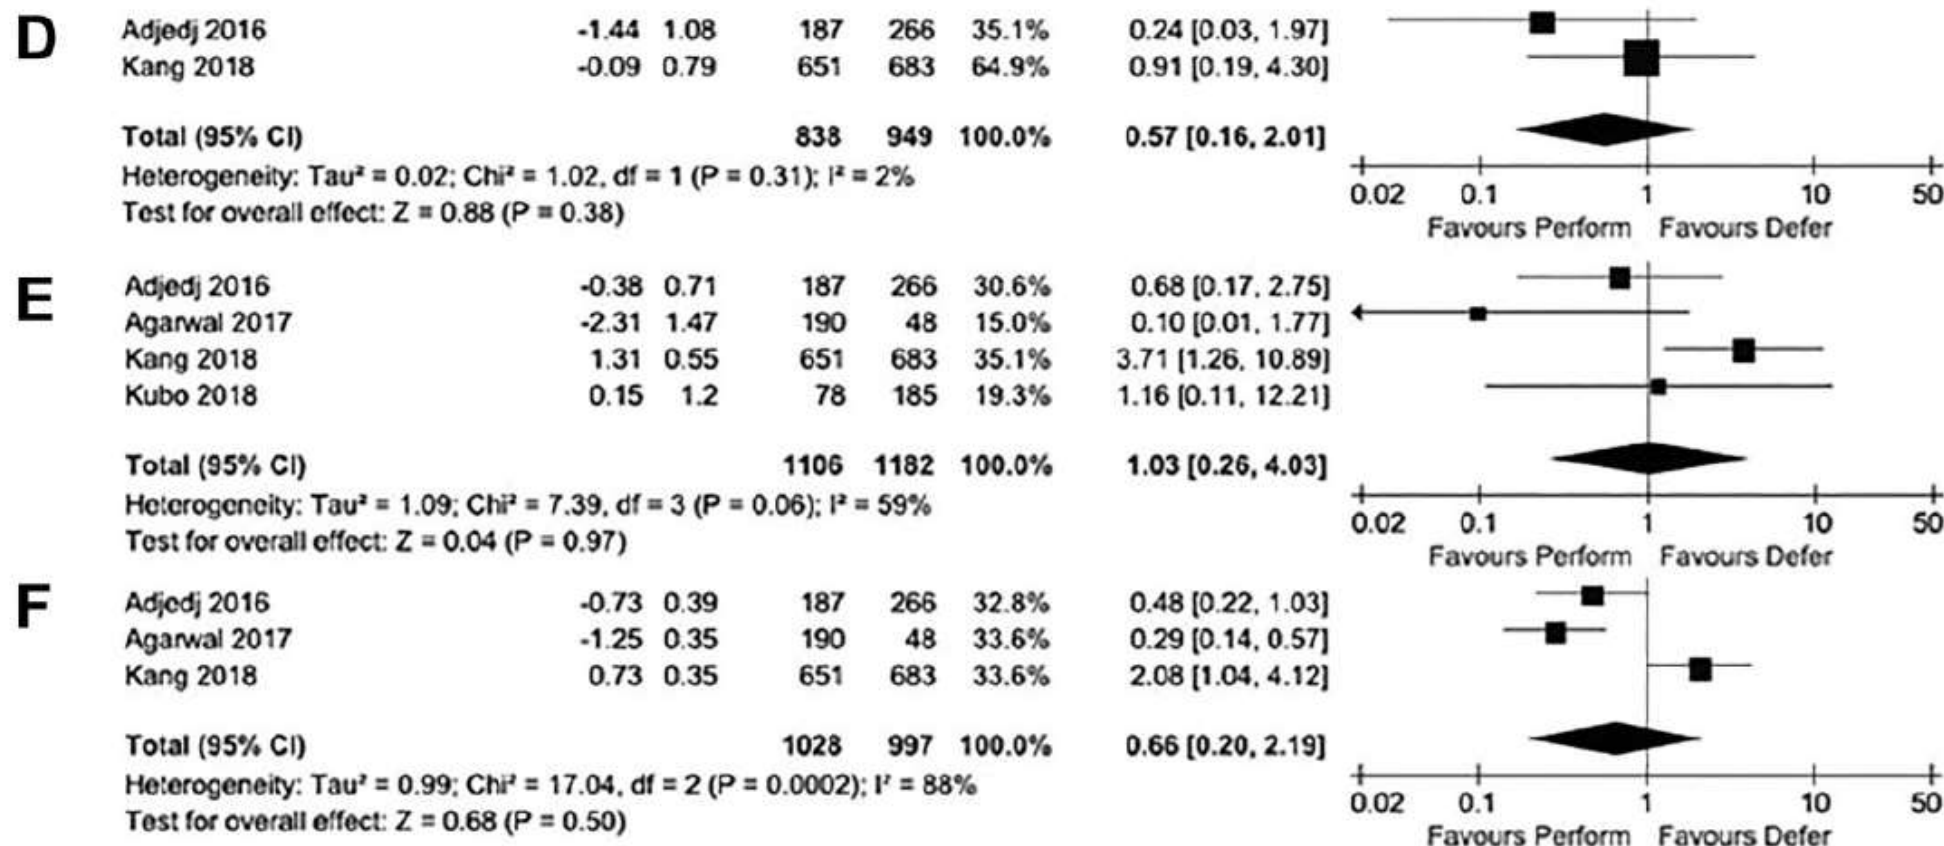 D
Adjedj 2016 -1.44 1.08 187 266 35.1% 0.24 [0.03, 1.97]
Kang 2018 -0.09 0.79 651 683 64.9% 0.91 [0.19, 4.30]
Total (95% CI) 838 949 100.0% 0.57 [0.16, 2.01]
Heterogeneity: Tau² = 0.02; Chi² = 1.02, df = 1 (P = 0.31); I² = 2%
Test for overall effect: Z = 0.88 (P = 0.38)
0.02 0.1 1 10 50
Favours Perform Favours Defer
E
Adjedj 2016 -0.38 0.71 187 266 30.6% 0.68 [0.17, 2.75]
Agarwal 2017 -2.31 1.47 190 48 15.0% 0.10 [0.01, 1.77]
Kang 2018 1.31 0.55 651 683 35.1% 3.71 [1.26, 10.89]
Kubo 2018 0.15 1.2 78 185 19.3% 1.16 [0.11, 12.21]
Total (95% CI) 1106 1182 100.0% 1.03 [0.26, 4.03]
Heterogeneity: Tau² = 1.09; Chi² = 7.39, df = 3 (P = 0.06); I² = 59%
Test for overall effect: Z = 0.04 (P = 0.97)
0.02 0.1 1 10 50
Favours Perform Favours Defer
F
Adjedj 2016 -0.73 0.39 187 266 32.8% 0.48 [0.22, 1.03]
Agarwal 2017 -1.25 0.35 190 48 33.6% 0.29 [0.14, 0.57]
Kang 2018 0.73 0.35 651 683 33.6% 2.08 [1.04, 4.12]
Total (95% CI) 1028 997 100.0% 0.66 [0.20, 2.19]
Heterogeneity: Tau² = 0.99; Chi² = 17.04, df = 2 (P = 0.0002); I² = 88%
Test for overall effect: Z = 0.68 (P = 0.50)
0.02 0.1 1 10 50
Favours Perform Favours Defer